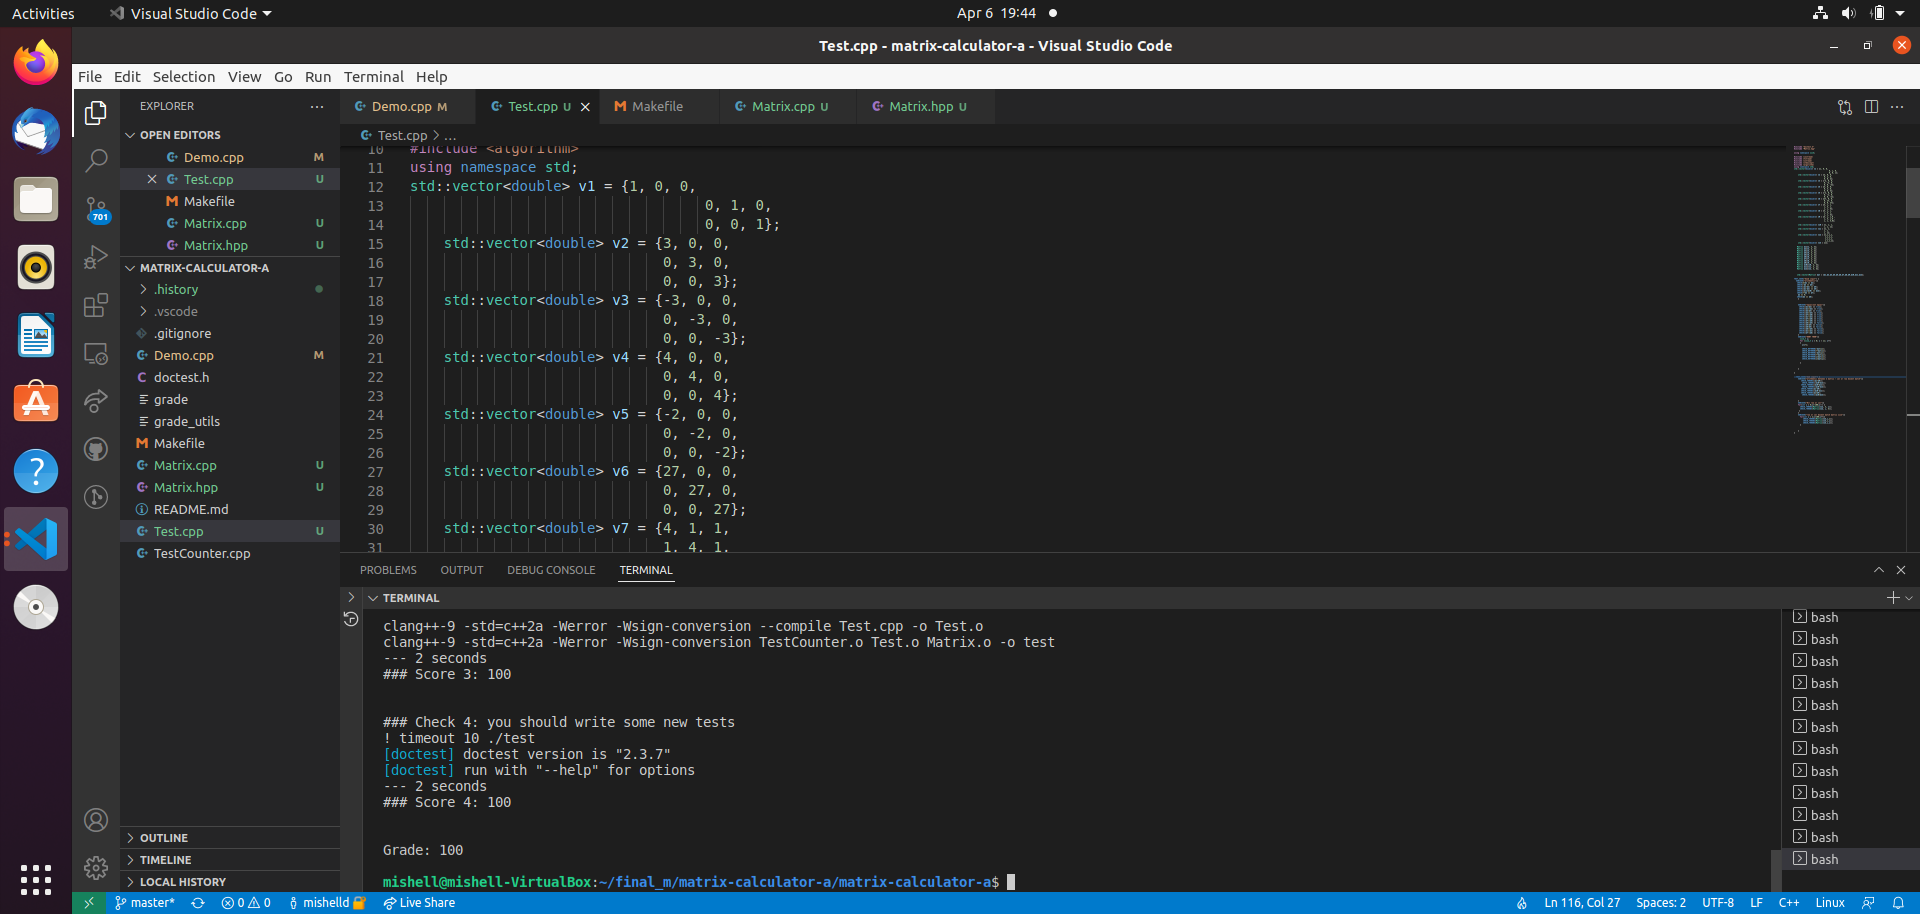 Activities
Visual Studio Code
Apr 6 19:44
Test.cpp - matrix-calculator-a - Visual Studio Code
File Edit Selection View Go Run Terminal Help
EXPLORER
OPEN EDITORS
Demo.cpp M
Test.cpp U
Makefile
Matrix.cpp U
Matrix.hpp U
MATRIX-CALCULATOR-A
.history
.vscode
.gitignore
Demo.cpp M
doctest.h
grade
grade_utils
Makefile
Matrix.cpp U
Matrix.hpp U
README.md
Test.cpp U
TestCounter.cpp
OUTLINE
TIMELINE
LOCAL HISTORY
701
Demo.cpp M
Test.cpp U
Makefile
Matrix.cpp U
Matrix.hpp U
Test.cpp > ...
10 #include <algorithm>
11 using namespace std;
12 std::vector<double> v1 = {1, 0, 0,
13 0, 1, 0,
14 0, 0, 1};
15 std::vector<double> v2 = {3, 0, 0,
16 0, 3, 0,
17 0, 0, 3};
18 std::vector<double> v3 = {-3, 0, 0,
19 0, -3, 0,
20 0, 0, -3};
21 std::vector<double> v4 = {4, 0, 0,
22 0, 4, 0,
23 0, 0, 4};
24 std::vector<double> v5 = {-2, 0, 0,
25 0, -2, 0,
26 0, 0, -2};
27 std::vector<double> v6 = {27, 0, 0,
28 0, 27, 0,
29 0, 0, 27};
30 std::vector<double> v7 = {4, 1, 1,
31 1, 4, 1,
PROBLEMS OUTPUT DEBUG CONSOLE TERMINAL
TERMINAL
clang++-9 -std=c++2a -Werror -Wsign-conversion --compile Test.cpp -o Test.o
clang++-9 -std=c++2a -Werror -Wsign-conversion TestCounter.o Test.o Matrix.o -o test
--- 2 seconds
### Score 3: 100
### Check 4: you should write some new tests
! timeout 10 ./test
[doctest] doctest version is "2.3.7"
[doctest] run with "--help" for options
--- 2 seconds
### Score 4: 100
Grade: 100
mishell@mishell-VirtualBox:~/final_m/matrix-calculator-a/matrix-calculator-a$
bash
bash
bash
bash
bash
bash
bash
bash
bash
bash
bash
bash
master* 0 0 mishelld Live Share
Ln 116, Col 27 Spaces: 2 UTF-8 LF C++ Linux